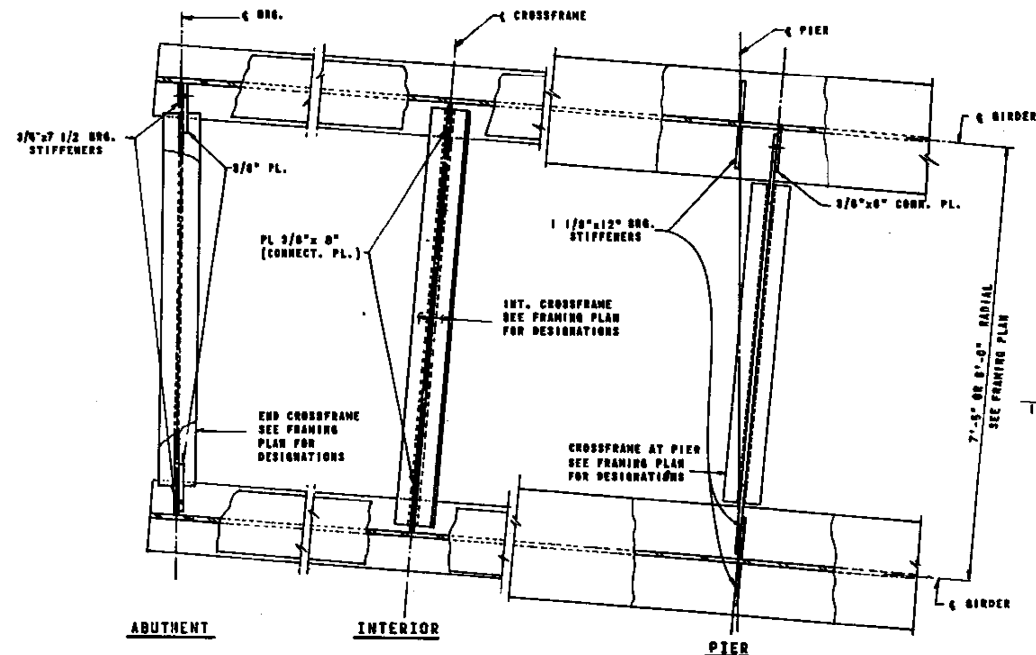 ℄ BRG.
℄ CROSSFRAME
℄ PIER
3/4"x7 1/2 BRG.
STIFFENERS
3/8" PL.
PL 3/8"x 8"
(CONNECT. PL.)
INT. CROSSFRAME
SEE FRAMING PLAN
FOR DESIGNATIONS
END CROSSFRAME
SEE FRAMING
PLAN FOR
DESIGNATIONS
1 1/8"x12" BRG.
STIFFENERS
3/8"x6" CONN. PL.
℄ GIRDER
7'-5" OR 8'-0" RADIAL
SEE FRAMING PLAN
CROSSFRAME AT PIER
SEE FRAMING PLAN
FOR DESIGNATIONS
℄ GIRDER
ABUTMENT
INTERIOR
PIER